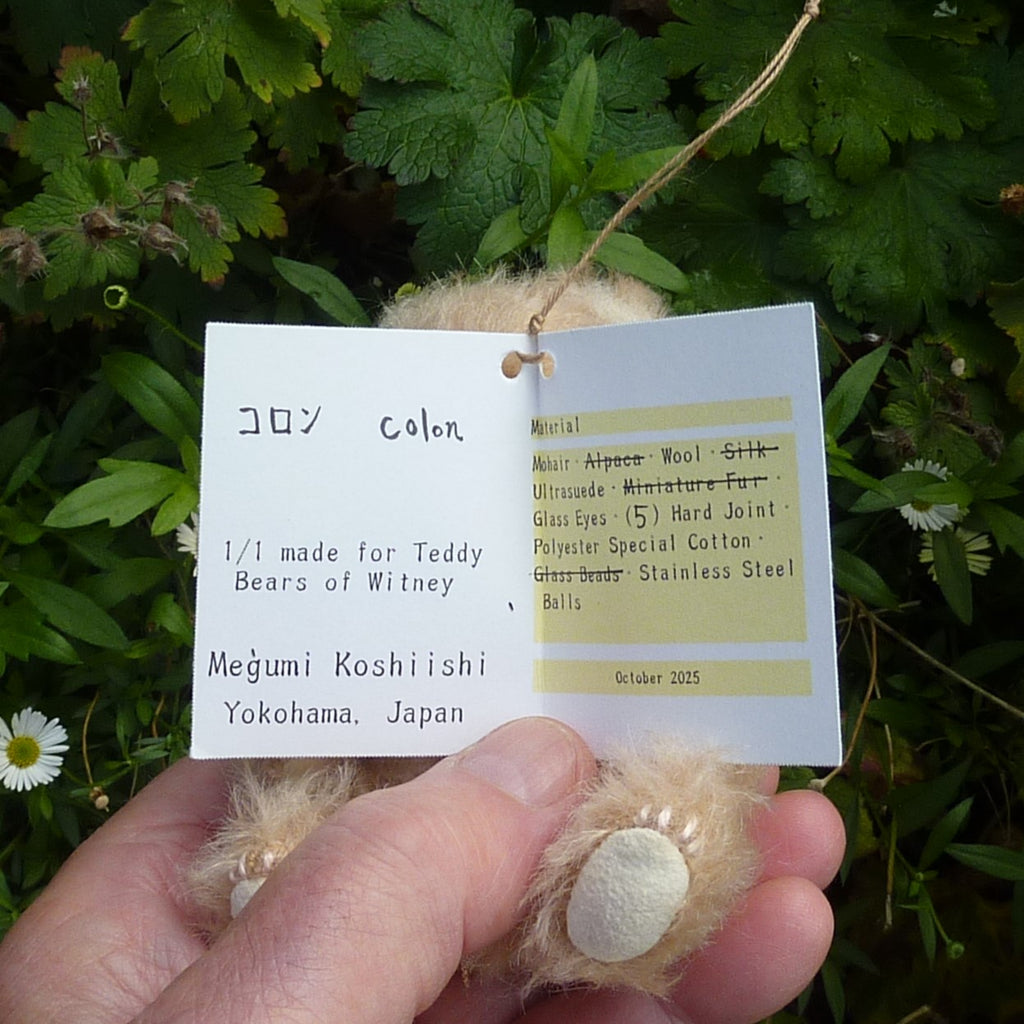 コロン colon
1/1 made for Teddy
Bears of Witney
Megumi Koshiishi
Yokohama, Japan
Material
Mohair · Alpaca · Wool · Silk
Ultrasuede · Miniature Fur ·
Glass Eyes · (5) Hard Joint ·
Polyester Special Cotton ·
Glass Beads · Stainless Steel
Balls
October 2025